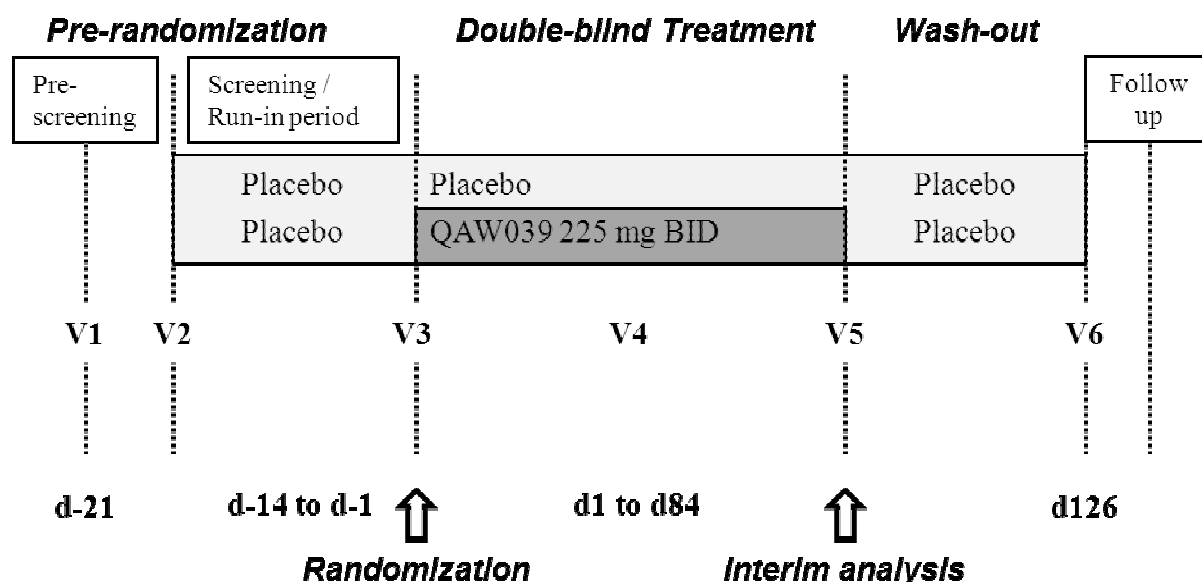 Pre-randomization Double-blind Treatment Wash-out
Pre-
screening
Screening /
Run-in period
Follow
up
Placebo Placebo Placebo
Placebo QAW039 225 mg BID Placebo
V1 V2 V3 V4 V5 V6
d-21 d-14 to d-1 d1 to d84 d126
Randomization Interim analysis